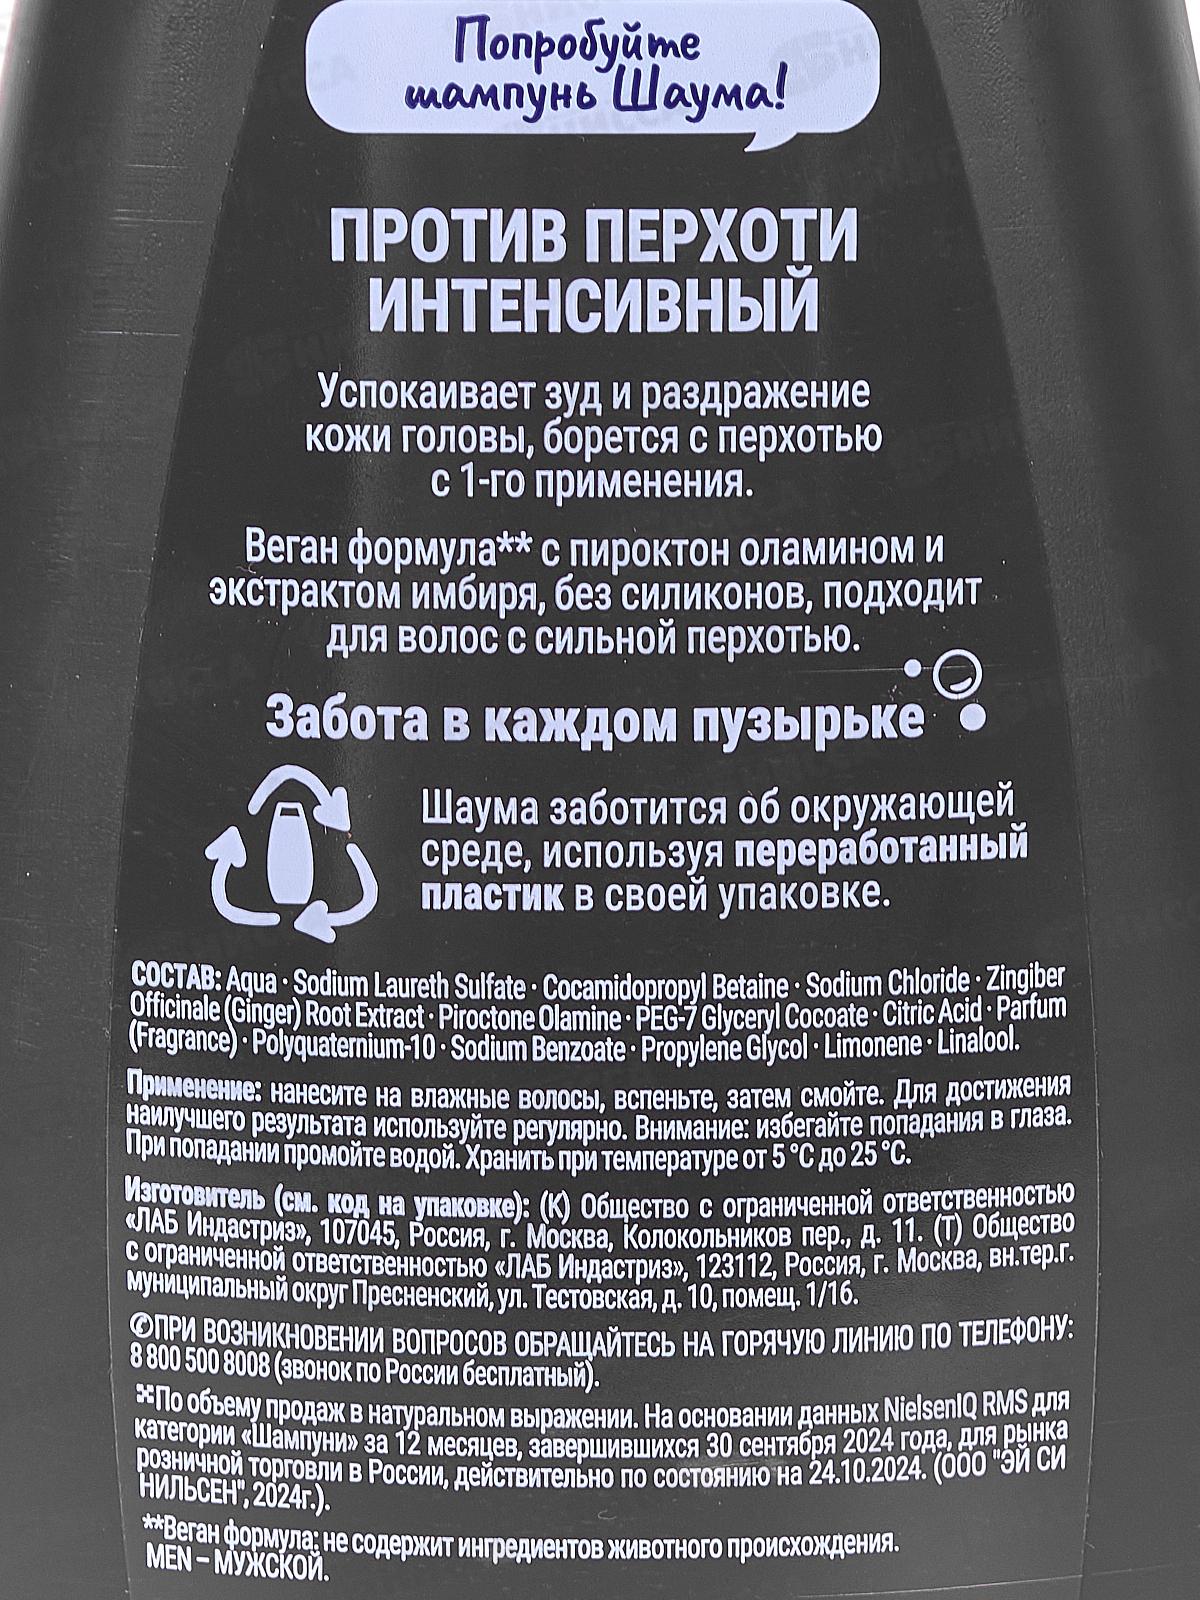 Попробуйте
шампунь Шаума!
ПРОТИВ ПЕРХОТИ
ИНТЕНСИВНЫЙ
Успокаивает зуд и раздражение
кожи головы, борется с перхотью
с 1-го применения.
Веган формула** с пироктон оламином и
экстрактом имбиря, без силиконов, подходит
для волос с сильной перхотью.
Забота в каждом пузырьке
Шаума заботится об окружающей
среде, используя переработанный
пластик в своей упаковке.
СОСТАВ: Aqua · Sodium Laureth Sulfate · Cocamidopropyl Betaine · Sodium Chloride · Zingiber
Officinale (Ginger) Root Extract · Piroctone Olamine · PEG-7 Glyceryl Cocoate · Citric Acid · Parfum
(Fragrance) · Polyquaternium-10 · Sodium Benzoate · Propylene Glycol · Limonene · Linalool.
Применение: нанесите на влажные волосы, вспеньте, затем смойте. Для достижения
наилучшего результата используйте регулярно. Внимание: избегайте попадания в глаза.
При попадании промойте водой. Хранить при температуре от 5 °C до 25 °C.
Изготовитель (см. код на упаковке): (К) Общество с ограниченной ответственностью
«ЛАБ Индастриз», 107045, Россия, г. Москва, Колокольников пер., д. 11. (Т) Общество
с ограниченной ответственностью «ЛАБ Индастриз», 123112, Россия, г. Москва, вн.тер.г.
муниципальный округ Пресненский, ул. Тестовская, д. 10, помещ. 1/16.
✆ПРИ ВОЗНИКНОВЕНИИ ВОПРОСОВ ОБРАЩАЙТЕСЬ НА ГОРЯЧУЮ ЛИНИЮ ПО ТЕЛЕФОНУ:
8 800 500 8008 (звонок по России бесплатный).
※По объему продаж в натуральном выражении. На основании данных NielsenIQ RMS для
категории «Шампуни» за 12 месяцев, завершившихся 30 сентября 2024 года, для рынка
розничной торговли в России, действительно по состоянию на 24.10.2024. (ООО "ЭЙ СИ
НИЛЬСЕН", 2024г.).
**Веган формула: не содержит ингредиентов животного происхождения.
MEN – МУЖСКОЙ.